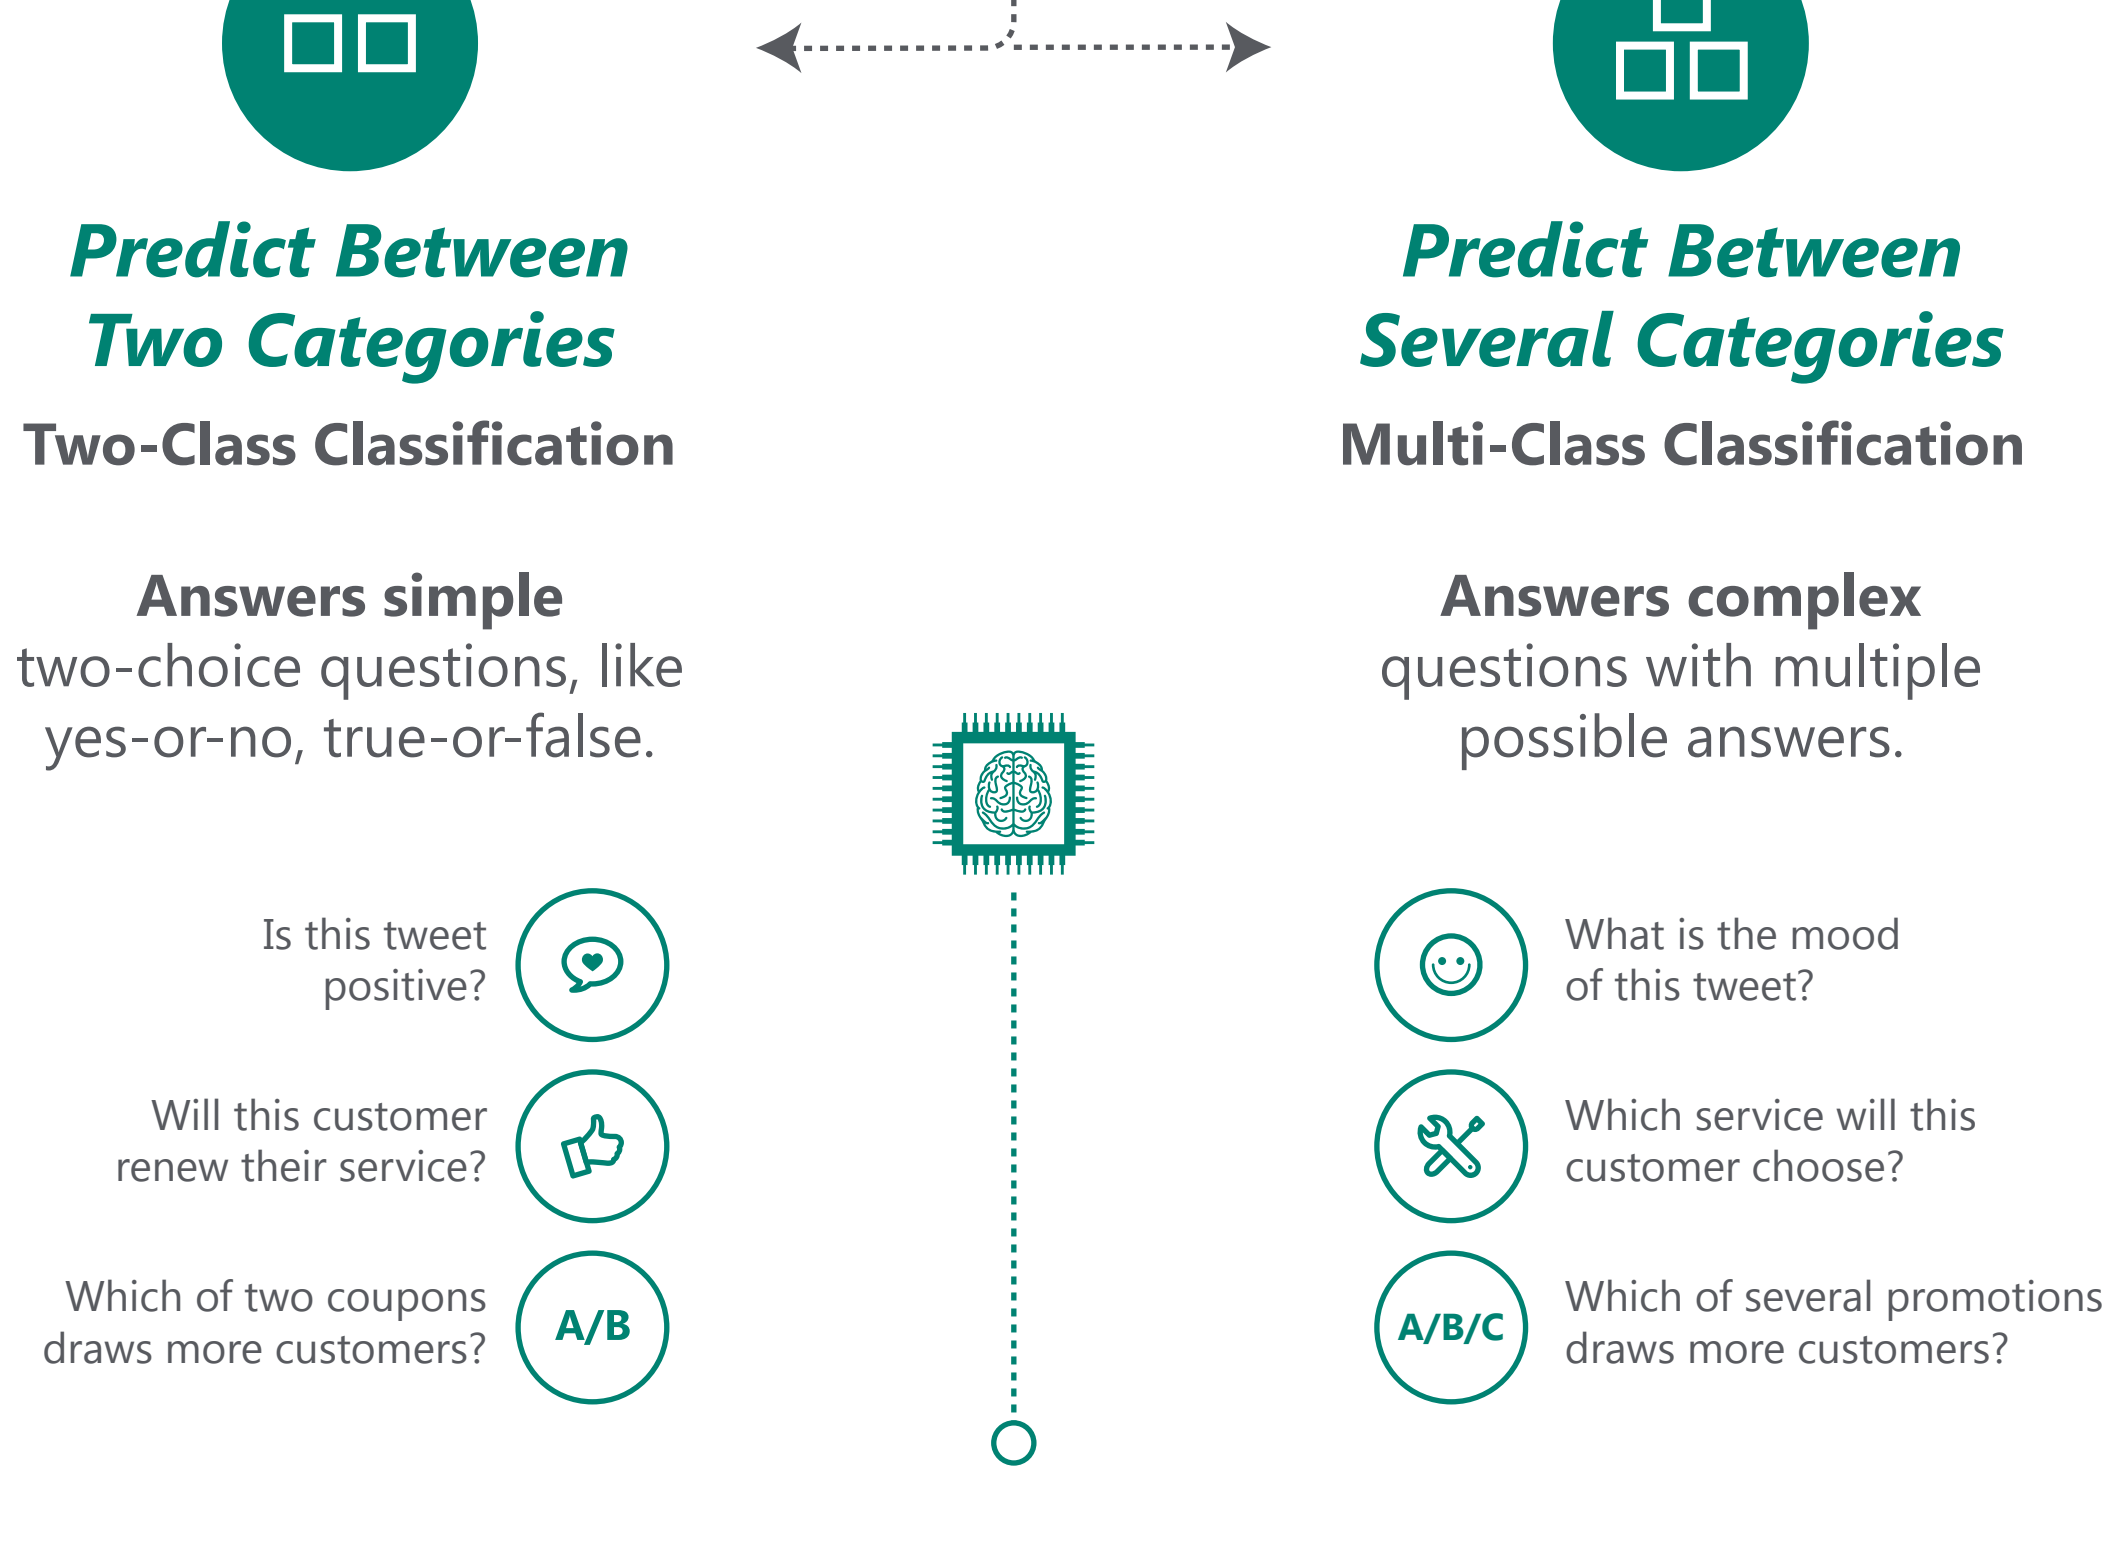 Predict Between
Two Categories
Two-Class Classification
Answers simple
two-choice questions, like
yes-or-no, true-or-false.
Is this tweet
positive?
Will this customer
renew their service?
Which of two coupons
draws more customers?
A/B
Predict Between
Several Categories
Multi-Class Classification
Answers complex
questions with multiple
possible answers.
What is the mood
of this tweet?
Which service will this
customer choose?
A/B/C
Which of several promotions
draws more customers?